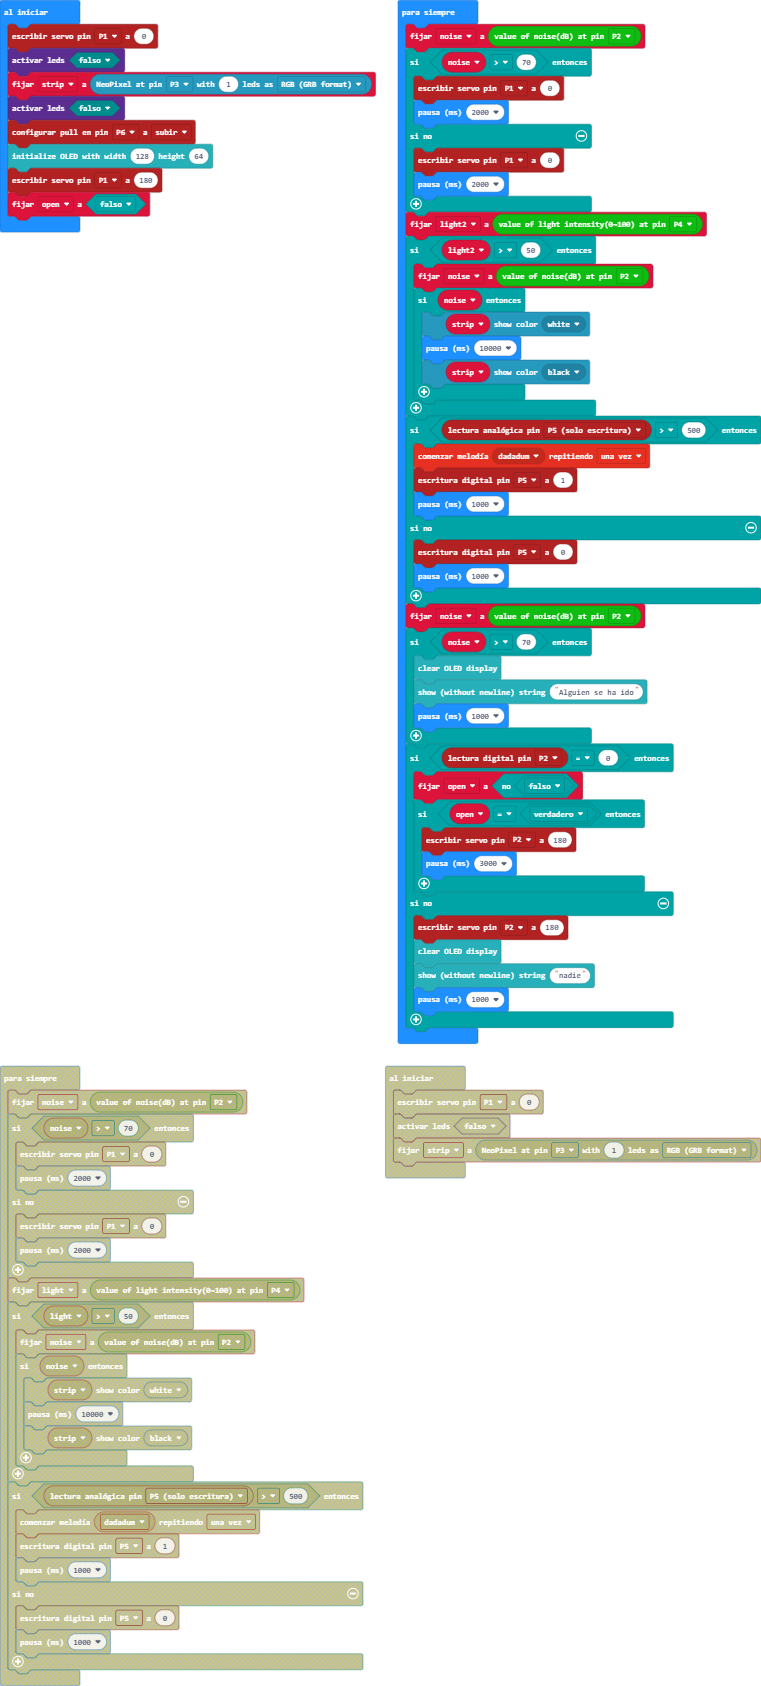 al iniciar
escribir servo pin P1 a 0
activar leds falso
fijar strip a NeoPixel at pin P3 with 1 leds as RGB (GRB format)
activar leds falso
configurar pull en pin P6 a subir
initialize OLED with width 128 height 64
escribir servo pin P1 a 180
fijar open a falso
para siempre
fijar noise a value of noise(dB) at pin P2
si noise > 70 entonces
escribir servo pin P1 a 0
pausa (ms) 2000
si no
escribir servo pin P1 a 0
pausa (ms) 2000
fijar light2 a value of light intensity(0~100) at pin P4
si light2 > 50 entonces
fijar noise a value of noise(dB) at pin P2
si noise entonces
strip show color white
pausa (ms) 10000
strip show color black
si lectura analógica pin P5 (solo escritura) > 500 entonces
comenzar melodía dadadum repitiendo una vez
escritura digital pin P5 a 1
pausa (ms) 1000
si no
escritura digital pin P5 a 0
pausa (ms) 1000
fijar noise a value of noise(dB) at pin P2
si noise > 70 entonces
clear OLED display
show (without newline) string "Alguien se ha ido"
pausa (ms) 1000
si lectura digital pin P2 = 0 entonces
fijar open a no falso
si open = verdadero entonces
escribir servo pin P2 a 180
pausa (ms) 3000
si no
escribir servo pin P2 a 180
clear OLED display
show (without newline) string "nadie"
pausa (ms) 1000
para siempre
fijar noise a value of noise(dB) at pin P2
si noise > 70 entonces
escribir servo pin P1 a 0
pausa (ms) 2000
si no
escribir servo pin P1 a 0
pausa (ms) 2000
fijar light a value of light intensity(0~100) at pin P4
si light > 50 entonces
fijar noise a value of noise(dB) at pin P2
si noise entonces
strip show color white
pausa (ms) 10000
strip show color black
si lectura analógica pin P5 (solo escritura) > 500 entonces
comenzar melodía dadadum repitiendo una vez
escritura digital pin P5 a 1
pausa (ms) 1000
si no
escritura digital pin P5 a 0
pausa (ms) 1000
al iniciar
escribir servo pin P1 a 0
activar leds falso
fijar strip a NeoPixel at pin P3 with 1 leds as RGB (GRB format)